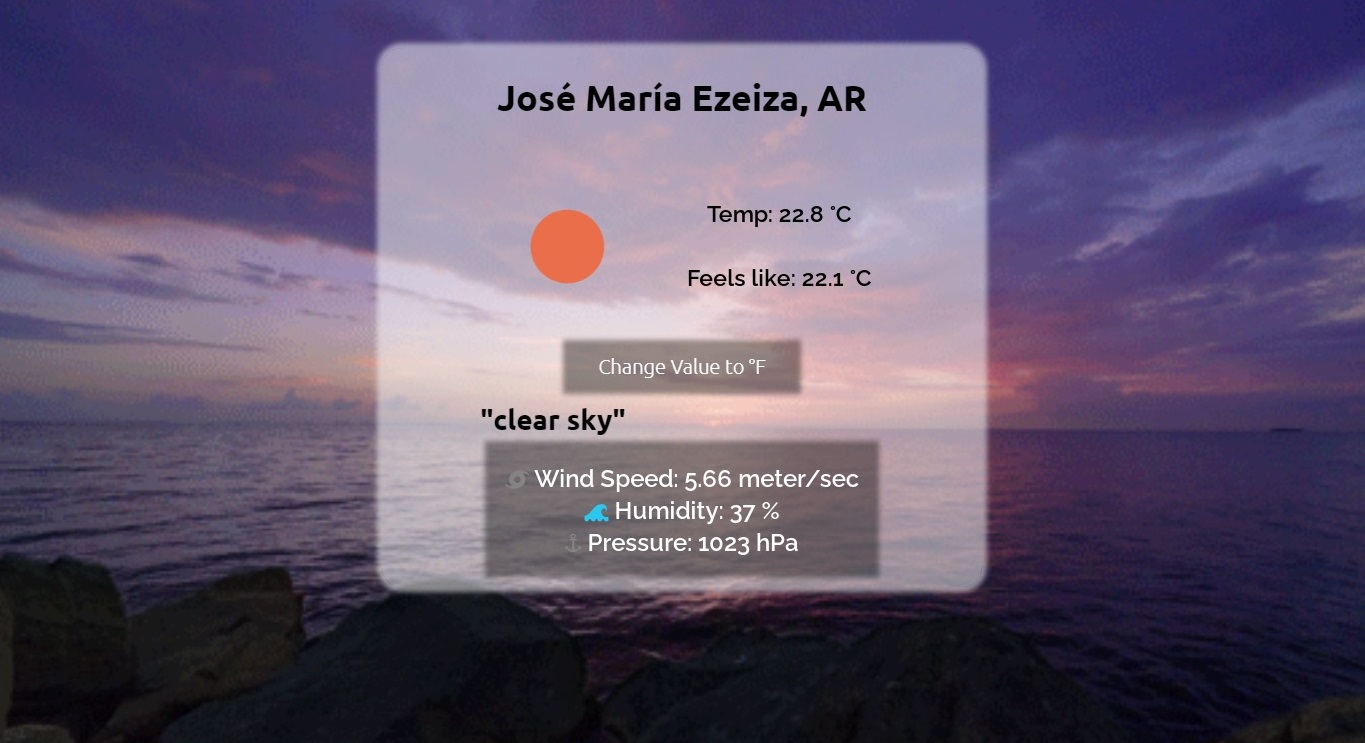 José María Ezeiza, AR
Temp: 22.8 °C
Feels like: 22.1 °C
Change Value to °F
"clear sky"
Wind Speed: 5.66 meter/sec
Humidity: 37 %
Pressure: 1023 hPa